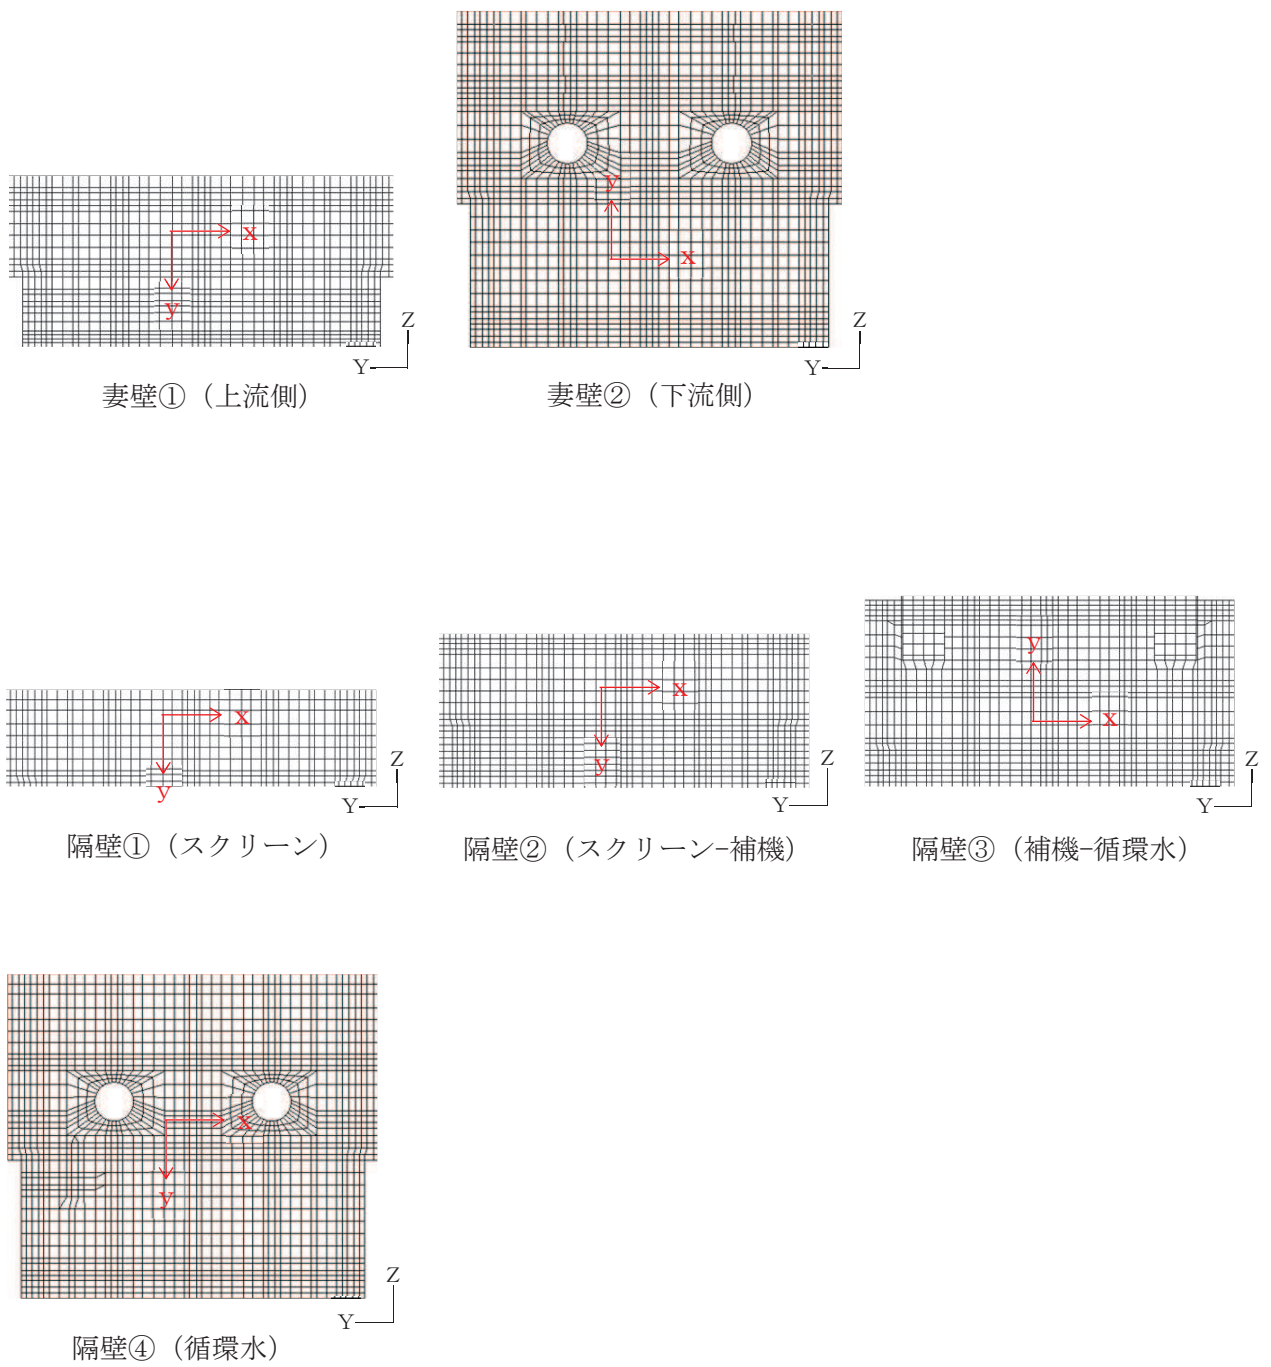 x
y
Z
Y
妻壁①（上流側）
y
x
Z
Y
妻壁②（下流側）
x
y
Z
Y
隔壁①（スクリーン）
x
y
Z
Y
隔壁②（スクリーン−補機）
y
x
Z
Y
隔壁③（補機−循環水）
x
y
Z
Y
隔壁④（循環水）